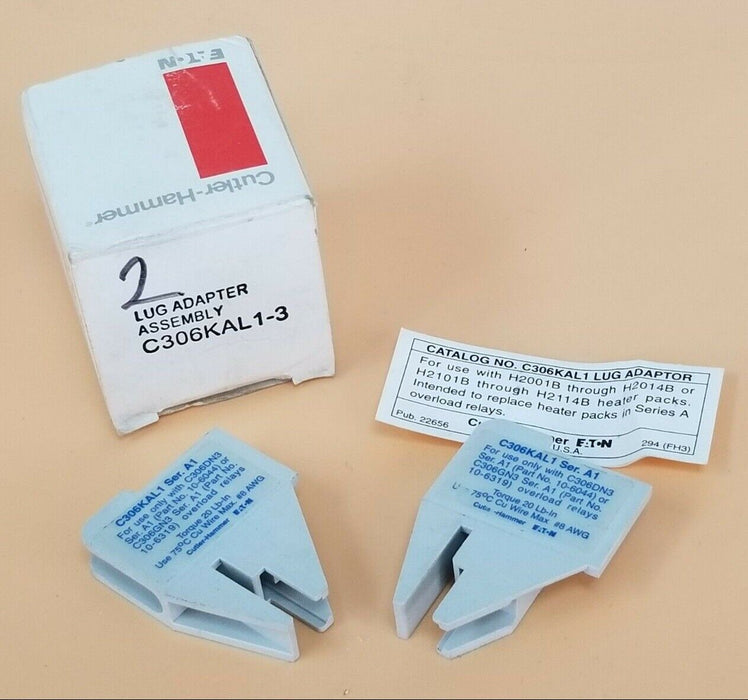 E·T·N
Cutler-Hammer
2
LUG ADAPTER
ASSEMBLY
C306KAL1-3
CATALOG NO. C306KAL1 LUG ADAPTOR
For use with H2001B through H2014B or
H2101B through H2114B heater packs.
Intended to replace heater packs in Series A
overload relays.
Pub. 22656
E·T·N
U.S.A.
294 (FH3)
C306KAL1 Ser. A1
For use only with C306DN3
Ser. A1 (Part No. 10-6044) or
C306GN3 Ser. A1 (Part No.
10-6319) overload relays
Torque 20 Lb-in
Use 75ºC Cu Wire Max. #8 AWG
Cutler-Hammer E·T·N
C306KAL1 Ser. A1
For use only with C306DN3
Ser. A1 (Part No. 10-6044) or
C306GN3 Ser. A1 (Part No.
10-6319) overload relays
Torque 20 Lb-in
75ºC Cu Wire Max #8 AWG
-Hammer E·T·N